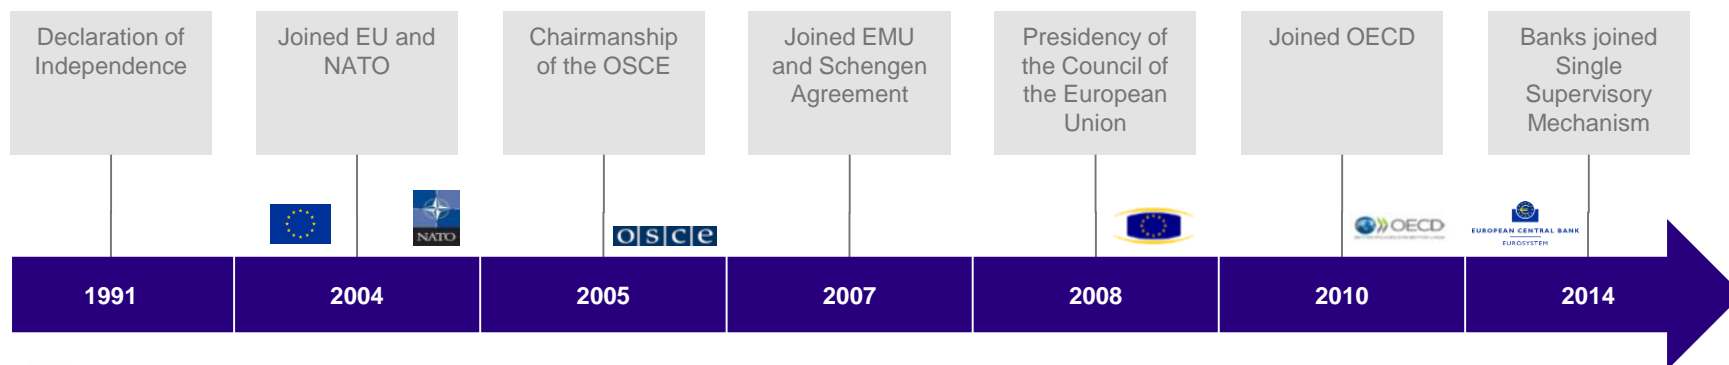 Declaration of
Independence
Joined EU and
NATO
Chairmanship
of the OSCE
Joined EMU
and Schengen
Agreement
Presidency of
the Council of
the European
Union
Joined OECD
Banks joined
Single
Supervisory
Mechanism
NATO
osce
OECD
EUROPEAN CENTRAL BANK
EUROSYSTEM
1991
2004
2005
2007
2008
2010
2014